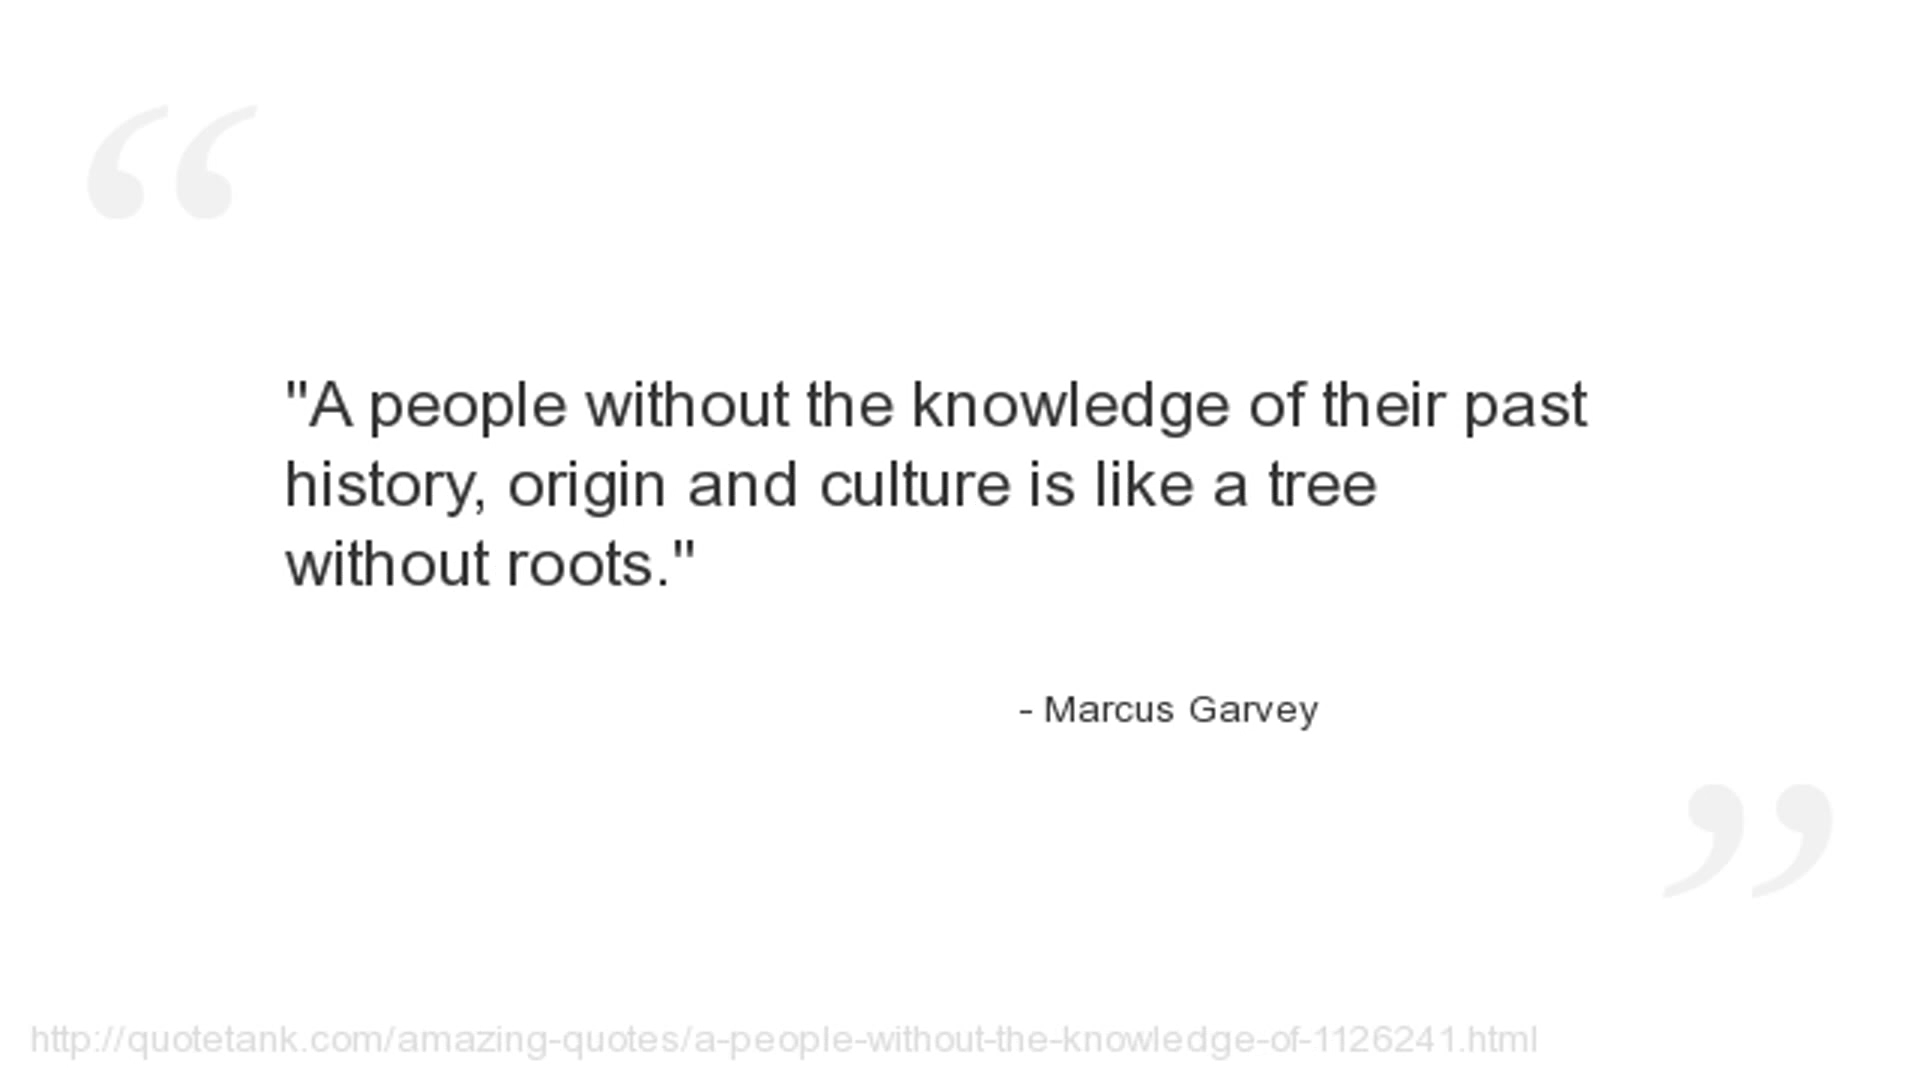 "A people without the knowledge of their past
history, origin and culture is like a tree
without roots."
- Marcus Garvey
http://quotetank.com/amazing-quotes/a-people-without-the-knowledge-of-1126241.html